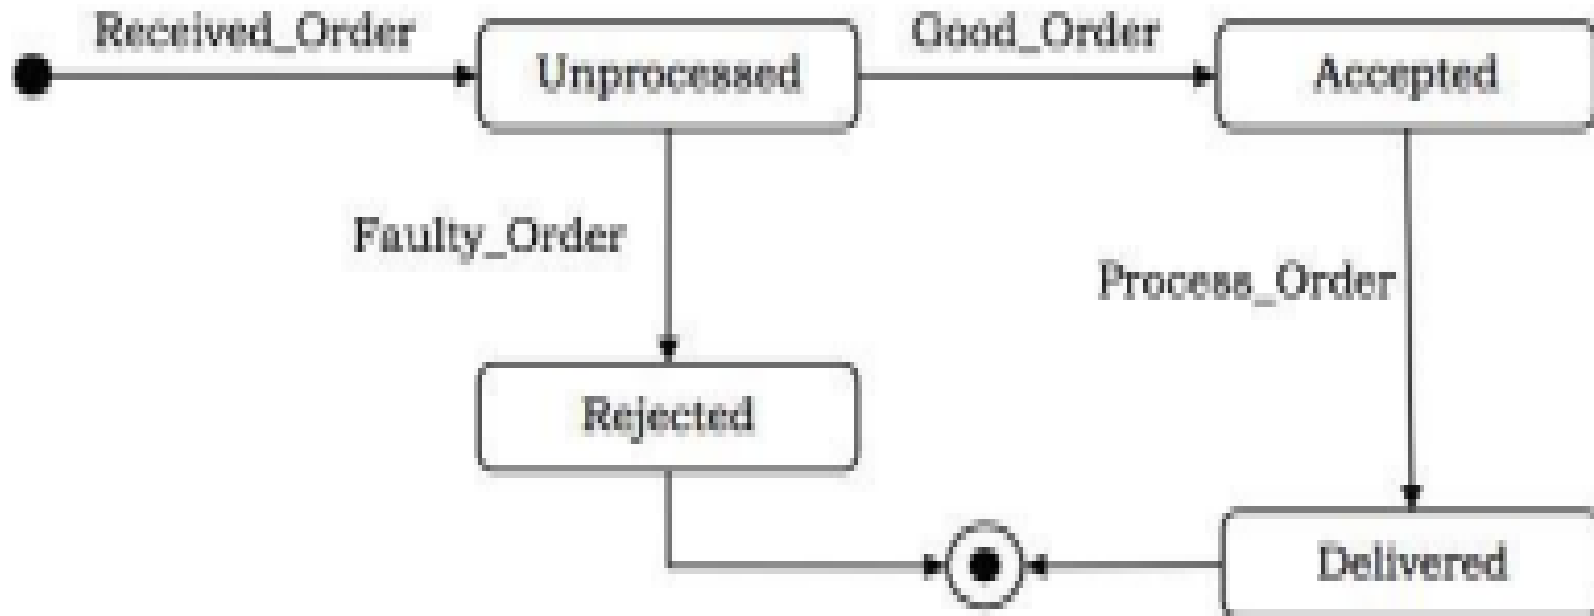 Received_Order
Good_Order
Unprocessed
Accepted
Faulty_Order
Process_Order
Rejected
Delivered